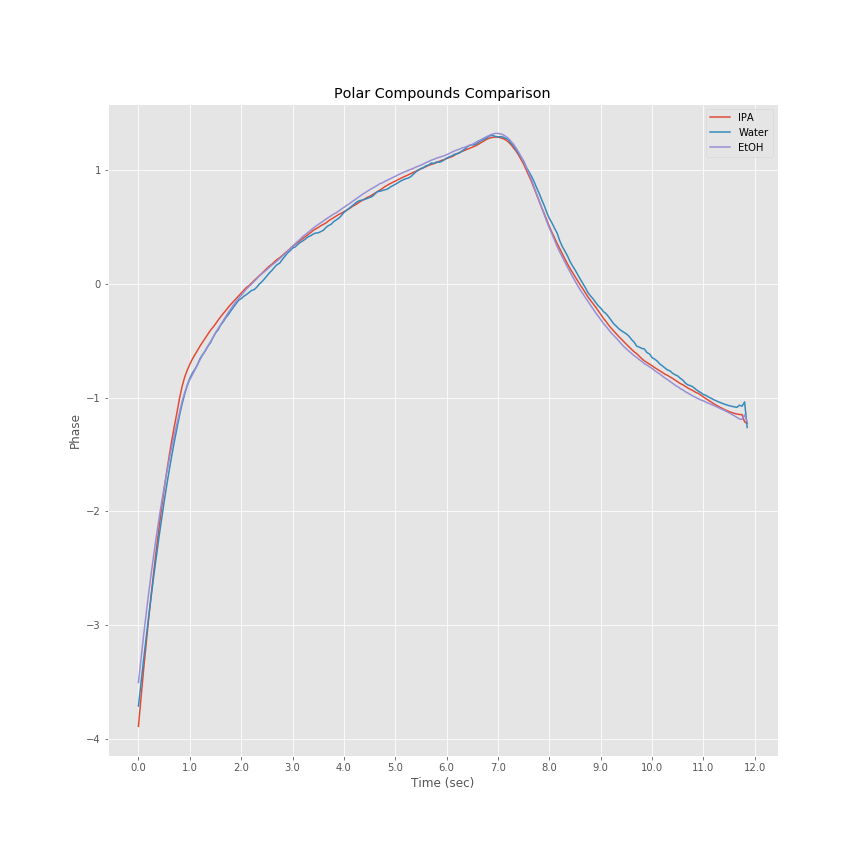 Polar Compounds Comparison
IPA
Water
EtOH
1
0
−1
−2
−3
−4
Phase
0.0 1.0 2.0 3.0 4.0 5.0 6.0 7.0 8.0 9.0 10.0 11.0 12.0
Time (sec)